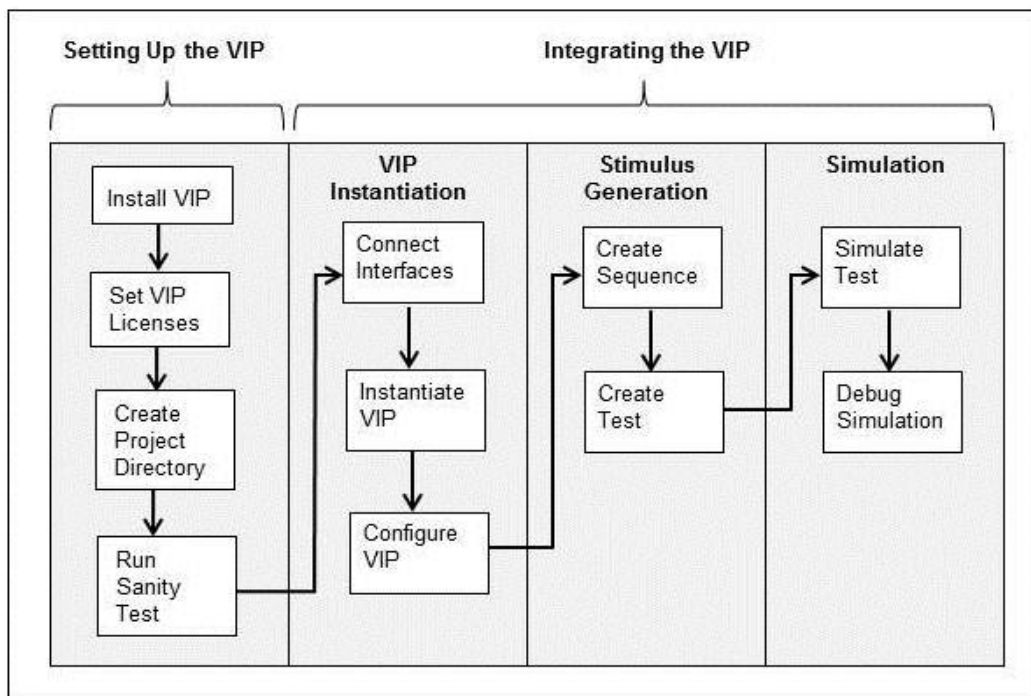 Setting Up the VIP
Integrating the VIP
Install VIP
Set VIP
Licenses
Create
Project
Directory
Run
Sanity
Test
VIP
Instantiation
Connect
Interfaces
Instantiate
VIP
Configure
VIP
Stimulus
Generation
Create
Sequence
Create
Test
Simulation
Simulate
Test
Debug
Simulation